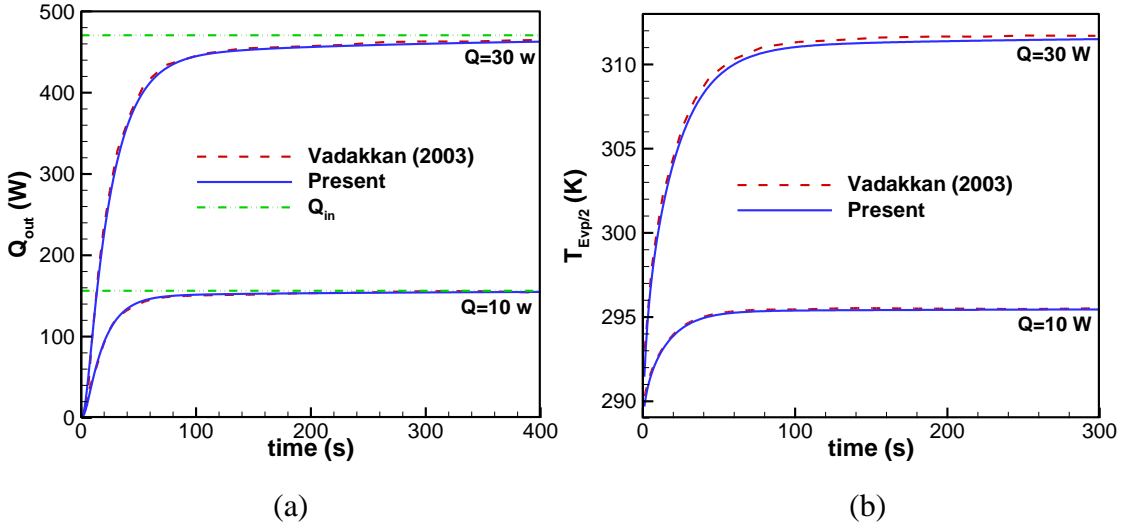 500
400
300
200
100
0
Q_out (W)
Q=30 w
Vadakkan (2003)
Present
Q_in
Q=10 w
0 100 200 300 400
time (s)
(a)
310
305
300
295
290
T_Evp/2 (K)
Q=30 W
Vadakkan (2003)
Present
Q=10 W
0 100 200 300
time (s)
(b)